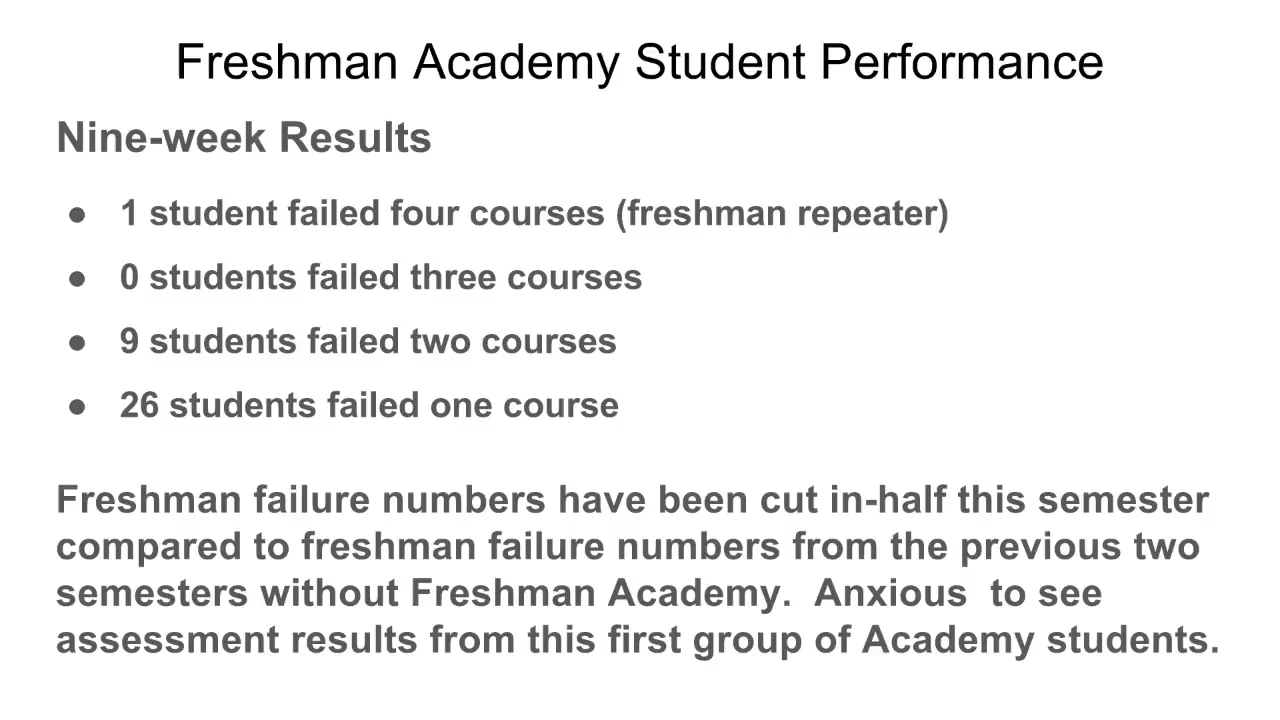 Freshman Academy Student Performance
Nine-week Results
● 1 student failed four courses (freshman repeater)
● 0 students failed three courses
● 9 students failed two courses
● 26 students failed one course
Freshman failure numbers have been cut in-half this semester
compared to freshman failure numbers from the previous two
semesters without Freshman Academy.  Anxious  to see
assessment results from this first group of Academy students.